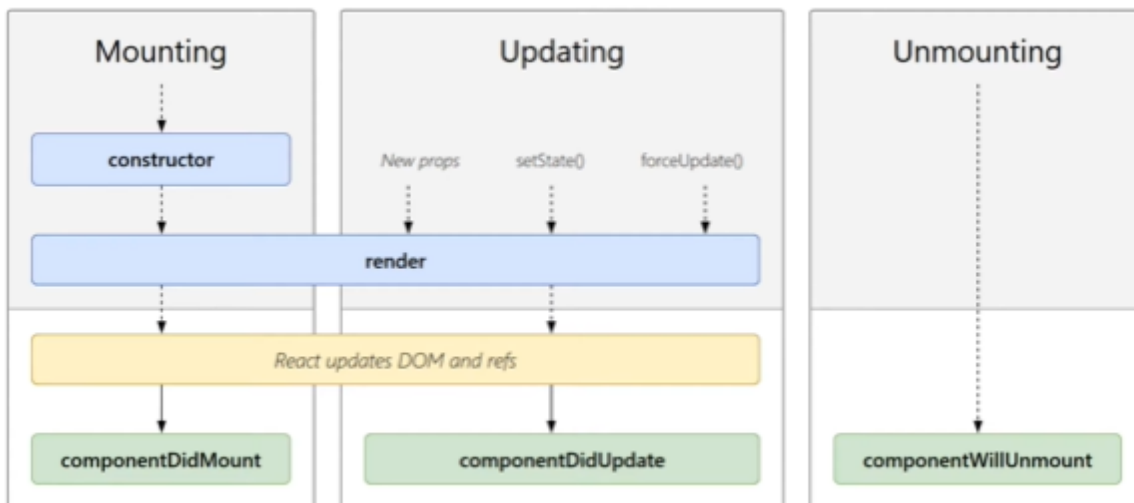 Mounting
Updating
Unmounting
constructor
New props
setState()
forceUpdate()
render
React updates DOM and refs
componentDidMount
componentDidUpdate
componentWillUnmount